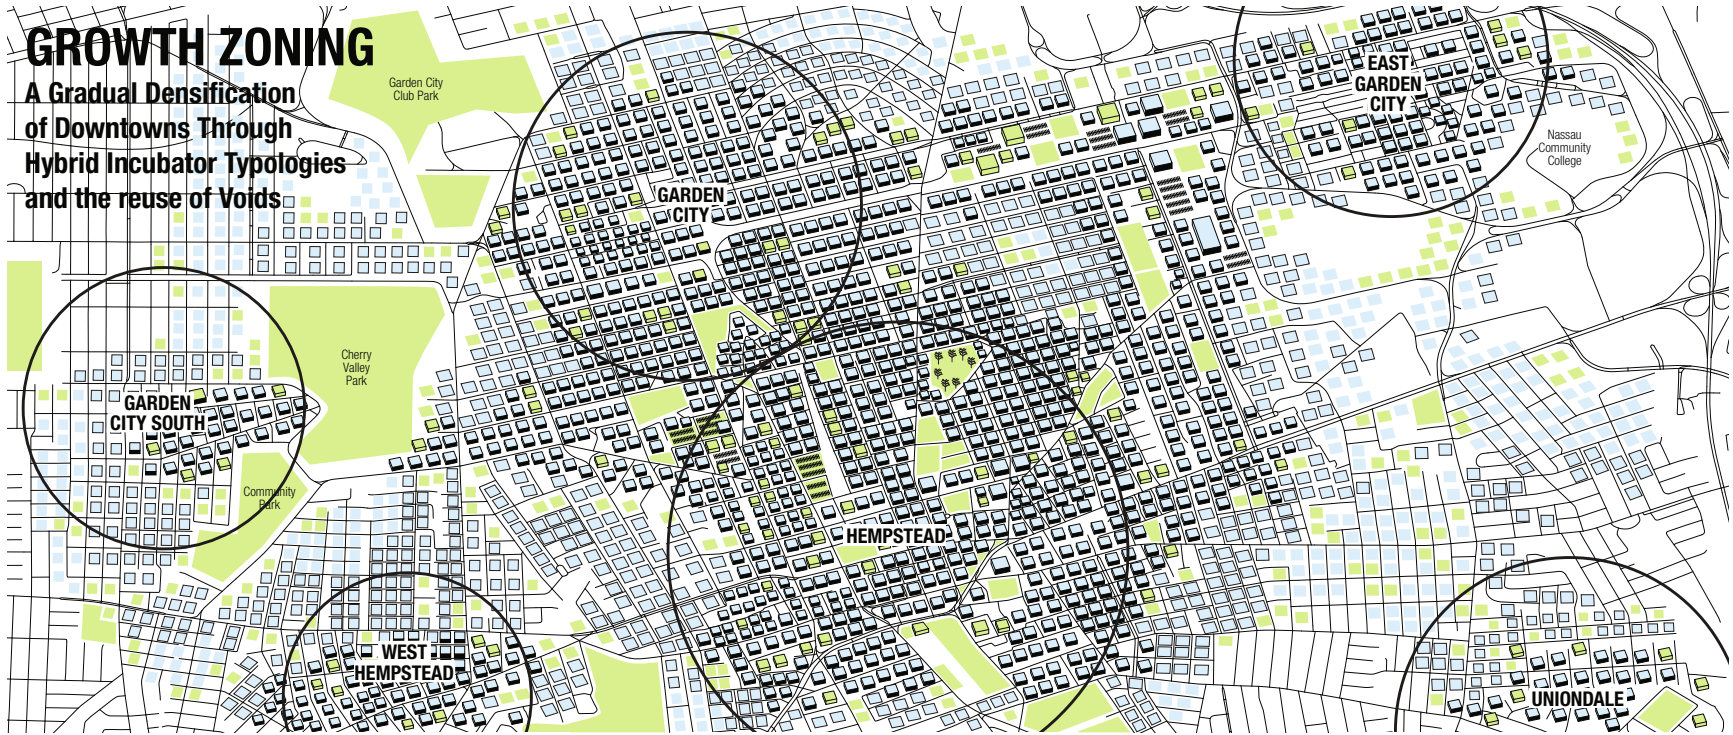 GROWTH ZONING
A Gradual Densification
of Downtowns Through
Hybrid Incubator Typologies
and the reuse of Voids
Garden City
Club Park
EAST
GARDEN
CITY
Nassau
Community
College
GARDEN
CITY
Cherry
Valley
Park
GARDEN
CITY SOUTH
Community
Park
HEMPSTEAD
WEST
HEMPSTEAD
UNIONDALE